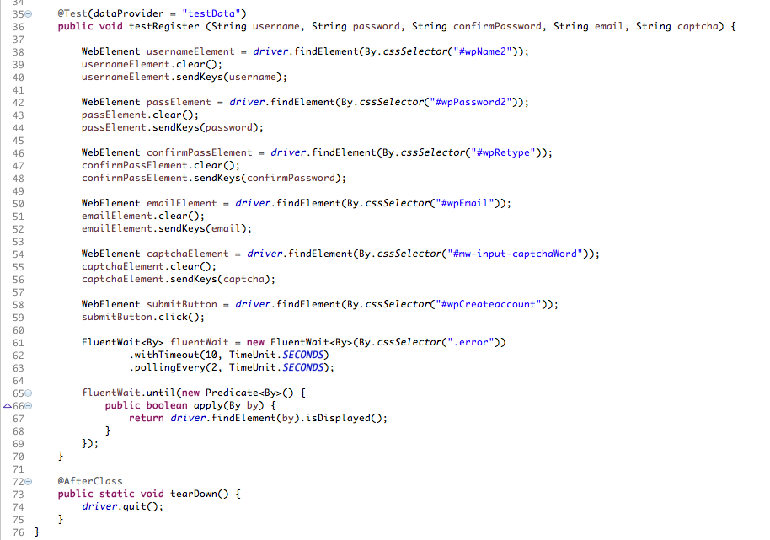 34
35 @Test(dataProvider = "testData")
36 public void testRegister (String username, String password, String confirmPassword, String email, String captcha) {
37
38 WebElement usernameElement = driver.findElement(By.cssSelector("#wpName2"));
39 usernameElement.clear();
40 usernameElement.sendKeys(username);
41
42 WebElement passElement = driver.findElement(By.cssSelector("#wpPassword2"));
43 passElement.clear();
44 passElement.sendKeys(password);
45
46 WebElement confirmPassElement = driver.findElement(By.cssSelector("#wpRetype"));
47 confirmPassElement.clear();
48 confirmPassElement.sendKeys(confirmPassword);
49
50 WebElement emailElement = driver.findElement(By.cssSelector("#wpEmail"));
51 emailElement.clear();
52 emailElement.sendKeys(email);
53
54 WebElement captchaElement = driver.findElement(By.cssSelector("#mw-input-captchaWord"));
55 captchaElement.clear();
56 captchaElement.sendKeys(captcha);
57
58 WebElement submitButton = driver.findElement(By.cssSelector("#wpCreateaccount"));
59 submitButton.click();
60
61 FluentWait<By> fluentWait = new FluentWait<By>(By.cssSelector(".error"))
62 .withTimeout(10, TimeUnit.SECONDS)
63 .pollingEvery(2, TimeUnit.SECONDS);
64
65 fluentWait.until(new Predicate<By>() {
66 public boolean apply(By by) {
67 return driver.findElement(by).isDisplayed();
68 }
69 });
70 }
71
72 @AfterClass
73 public static void tearDown() {
74 driver.quit();
75 }
76 }